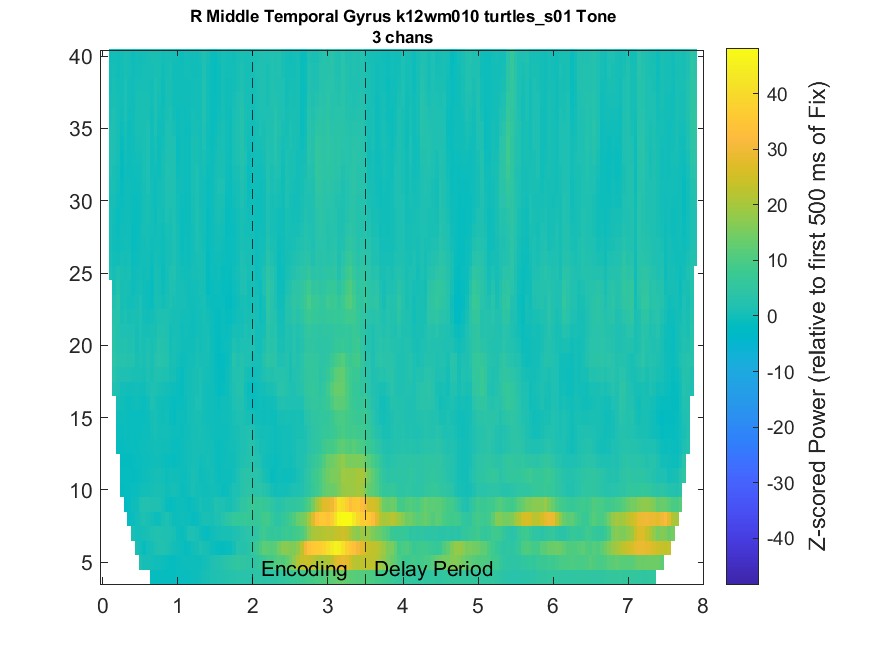 R Middle Temporal Gyrus k12wm010 turtles_s01 Tone
3 chans
40
35
30
25
20
15
10
5
0 1 2 3 4 5 6 7 8
Encoding
Delay Period
40
30
20
10
0
-10
-20
-30
-40
Z-scored Power (relative to first 500 ms of Fix)